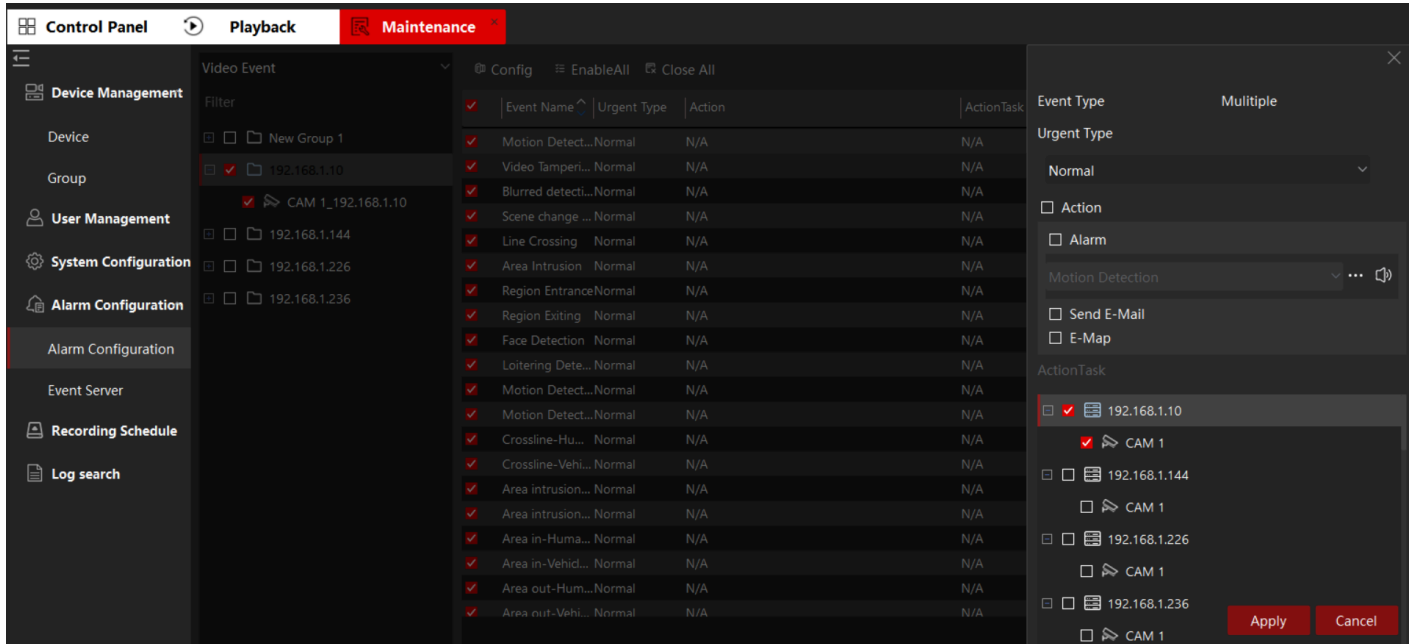 Control Panel
Playback
Maintenance
Device Management
Device
Group
User Management
System Configuration
Alarm Configuration
Alarm Configuration
Event Server
Recording Schedule
Log search
Video Event
Filter
New Group 1
192.168.1.10
CAM 1_192.168.1.10
192.168.1.144
192.168.1.226
192.168.1.236
Config EnableAll Close All
Event Name Urgent Type Action ActionTask
Motion Detect... Normal N/A N/A
Video Tamperi... Normal N/A N/A
Blurred detecti... Normal N/A N/A
Scene change ... Normal N/A N/A
Line Crossing Normal N/A N/A
Area Intrusion Normal N/A N/A
Region Entrance Normal N/A N/A
Region Exiting Normal N/A N/A
Face Detection Normal N/A N/A
Loitering Dete... Normal N/A N/A
Motion Detect... Normal N/A N/A
Motion Detect... Normal N/A N/A
Crossline-Hu... Normal N/A N/A
Crossline-Vehi... Normal N/A N/A
Area intrusion... Normal N/A N/A
Area intrusion... Normal N/A N/A
Area in-Huma... Normal N/A N/A
Area in-Vehicl... Normal N/A N/A
Area out-Hum... Normal N/A N/A
Area out-Vehi... Normal N/A N/A
Event Type Mulitiple
Urgent Type
Normal
Action
Alarm
Motion Detection
Send E-Mail
E-Map
ActionTask
192.168.1.10
CAM 1
192.168.1.144
CAM 1
192.168.1.226
CAM 1
192.168.1.236
CAM 1
Apply Cancel